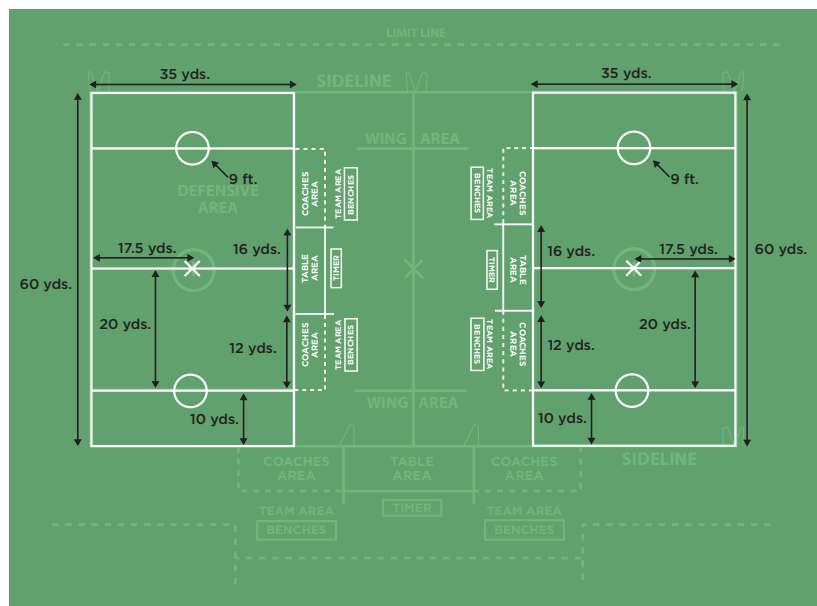 LIMIT LINE
35 yds.
SIDELINE
35 yds.
WING AREA
9 ft.
9 ft.
DEFENSIVE
AREA
COACHES
AREA
TEAM AREA
BENCHES
TEAM AREA
BENCHES
COACHES
AREA
17.5 yds.
16 yds.
TABLE
AREA
TIMER
TIMER
TABLE
AREA
16 yds.
17.5 yds.
60 yds.
60 yds.
20 yds.
12 yds.
COACHES
AREA
TEAM AREA
BENCHES
TEAM AREA
BENCHES
COACHES
AREA
12 yds.
20 yds.
WING AREA
10 yds.
10 yds.
COACHES
AREA
TABLE
AREA
COACHES
AREA
SIDELINE
TEAM AREA
BENCHES
TIMER
TEAM AREA
BENCHES